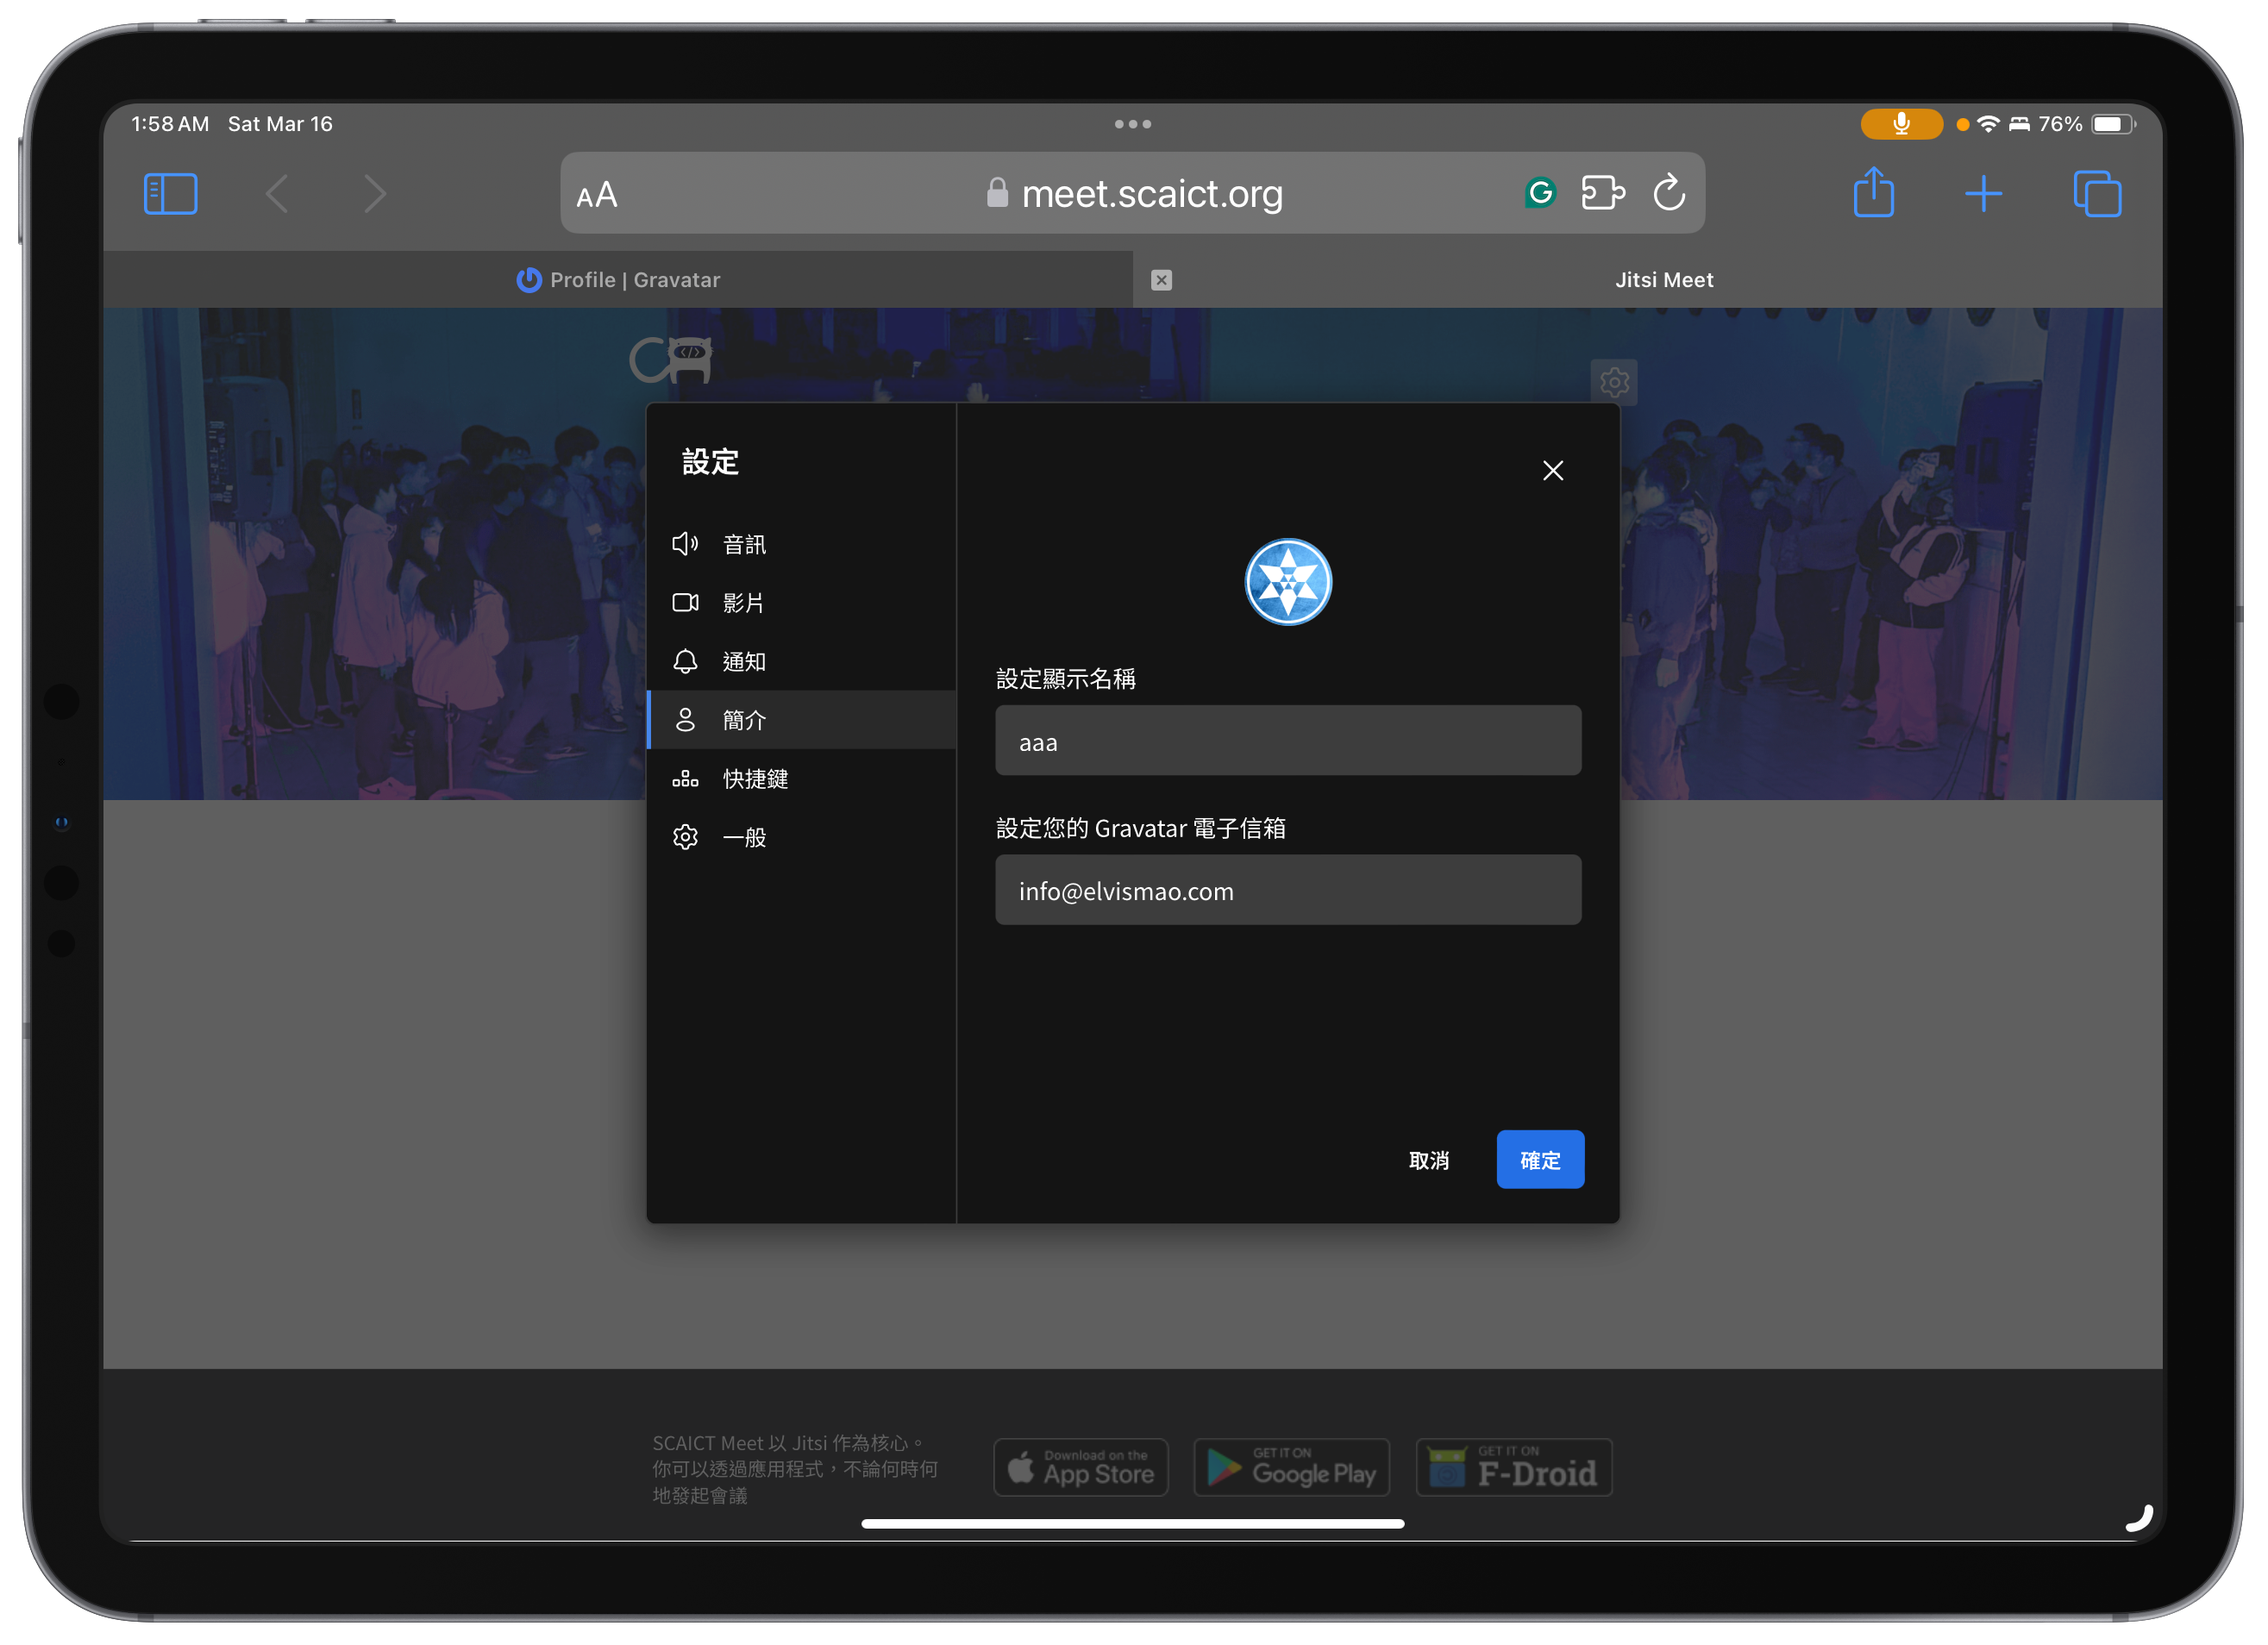 1:58 AM Sat Mar 16
76%
AA
meet.scaict.org
Profile | Gravatar
Jitsi Meet
設定
音訊
影片
通知
簡介
快捷鍵
一般
設定顯示名稱
aaa
設定您的 Gravatar 電子信箱
info@elvismao.com
取消
確定
SCAICT Meet 以 Jitsi 作為核心。
你可以透過應用程式，不論何時何
地發起會議
Download on the
App Store
GET IT ON
Google Play
GET IT ON
F-Droid